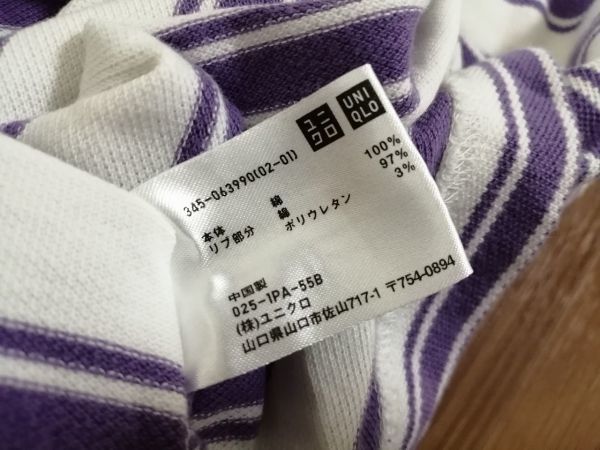 ユニクロ UNIQLO
345-063990(02-01)
本体 綿 100%
リブ部分 綿 97%
ポリウレタン 3%
中国製
025-1PA-55B
(株)ユニクロ
山口県山口市佐山717-1 〒754-0894